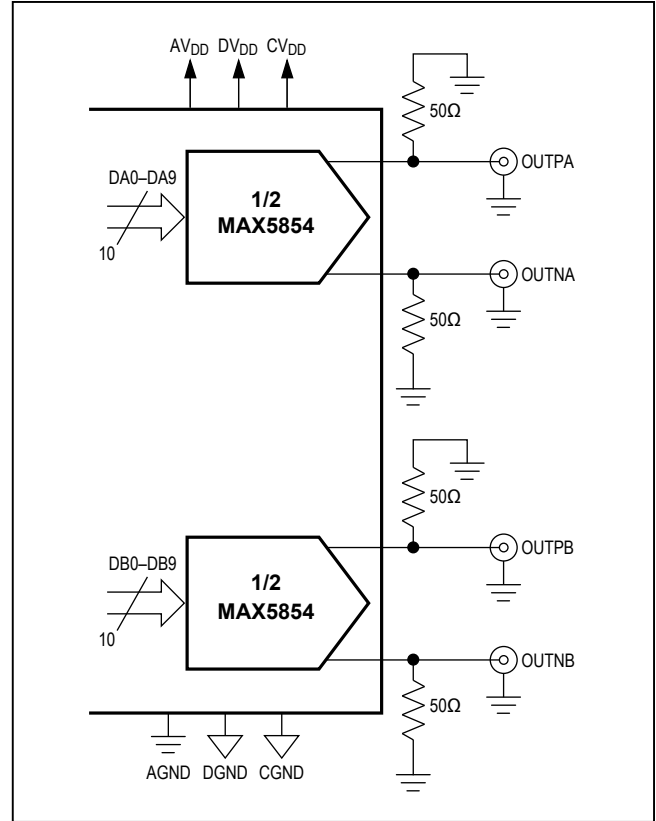 AVDD DVDD CVDD
50Ω
OUTPA
DA0–DA9
1/2
MAX5854
10
OUTNA
50Ω
50Ω
OUTPB
DB0–DB9
1/2
MAX5854
10
OUTNB
50Ω
AGND DGND CGND